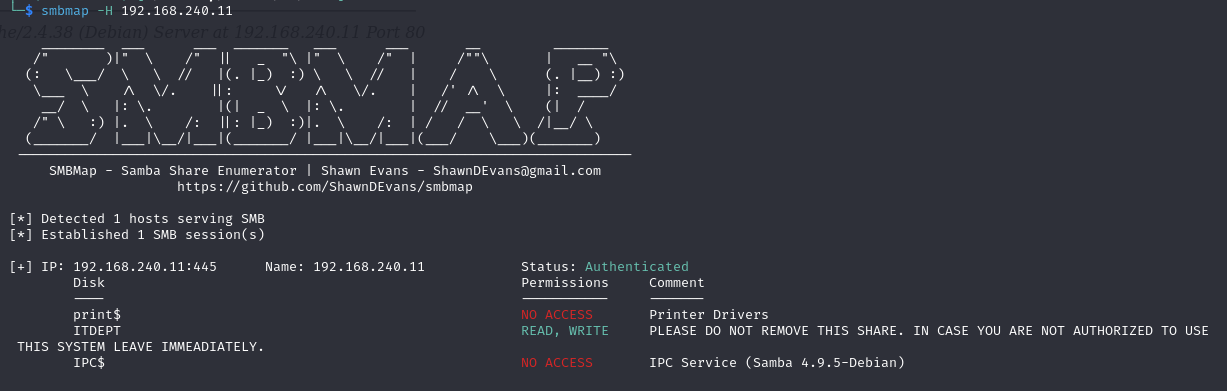 └─$ smbmap -H 192.168.240.11
he/2.4.38 (Debian) Server at 192.168.240.11 Port 80
SMBMAP
SMBMap - Samba Share Enumerator | Shawn Evans - ShawnDEvans@gmail.com
https://github.com/ShawnDEvans/smbmap
[*] Detected 1 hosts serving SMB
[*] Established 1 SMB session(s)
[+] IP: 192.168.240.11:445 Name: 192.168.240.11 Status: Authenticated
Disk Permissions Comment
---- ----------- -------
print$ NO ACCESS Printer Drivers
ITDEPT READ, WRITE PLEASE DO NOT REMOVE THIS SHARE. IN CASE YOU ARE NOT AUTHORIZED TO USE
THIS SYSTEM LEAVE IMMEADIATELY.
IPC$ NO ACCESS IPC Service (Samba 4.9.5-Debian)